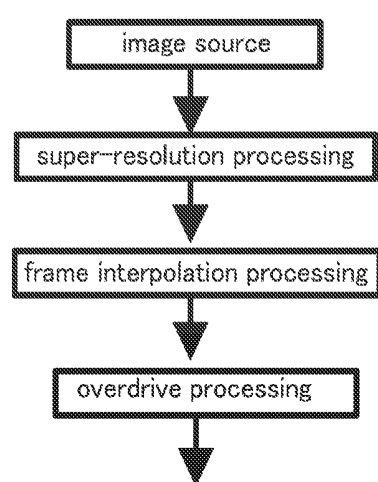 image source
super-resolution processing
frame interpolation processing
overdrive processing